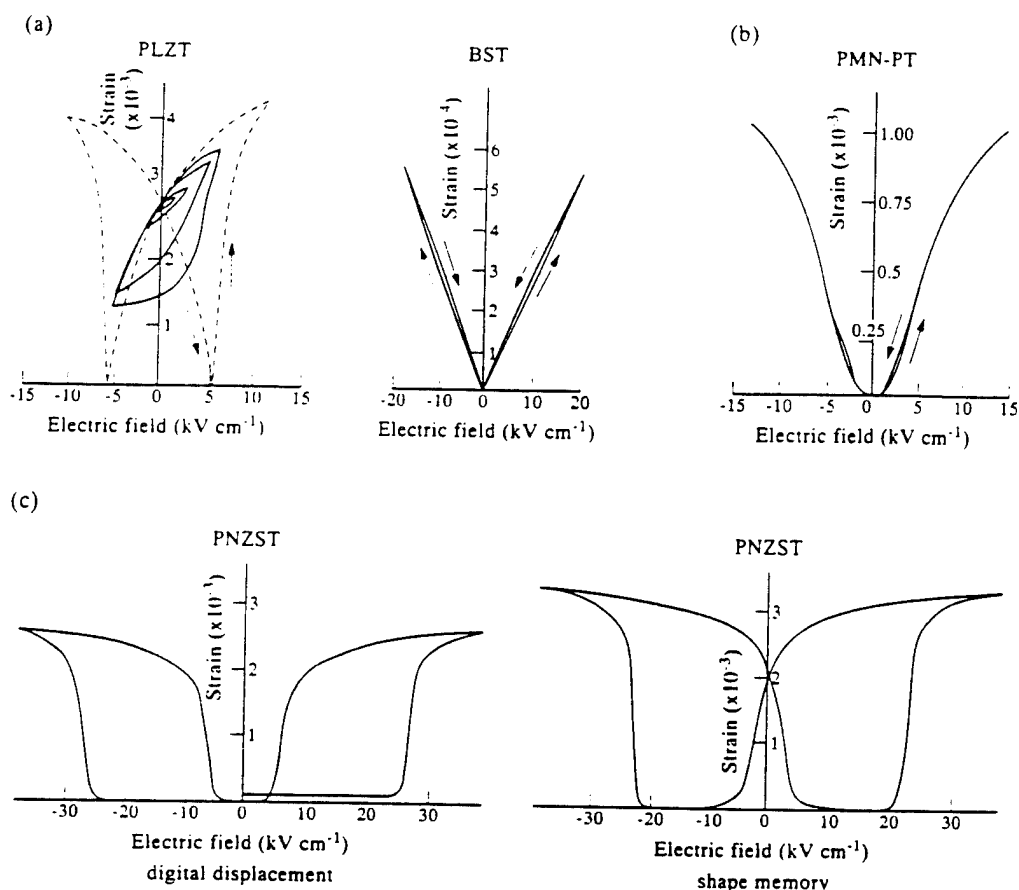 (a)
PLZT
Strain
(x10⁻³)
4
3
2
1
-10 -5 0 5 10 15
Electric field (kV cm⁻¹)
BST
Strain (x10⁻⁴)
6
5
4
3
2
1
-20 -10 0 10 20
Electric field (kV cm⁻¹)
(b)
PMN-PT
Strain (x10⁻³)
1.00
0.75
0.5
0.25
-15 -10 -5 0 5 10 15
Electric field (kV cm⁻¹)
(c)
PNZST
Strain (x10⁻³)
3
2
1
-30 -20 -10 0 10 20 30
Electric field (kV cm⁻¹)
digital displacement
PNZST
Strain (x10⁻³)
3
2
1
-30 -20 -10 0 10 20 30
Electric field (kV cm⁻¹)
shape memory